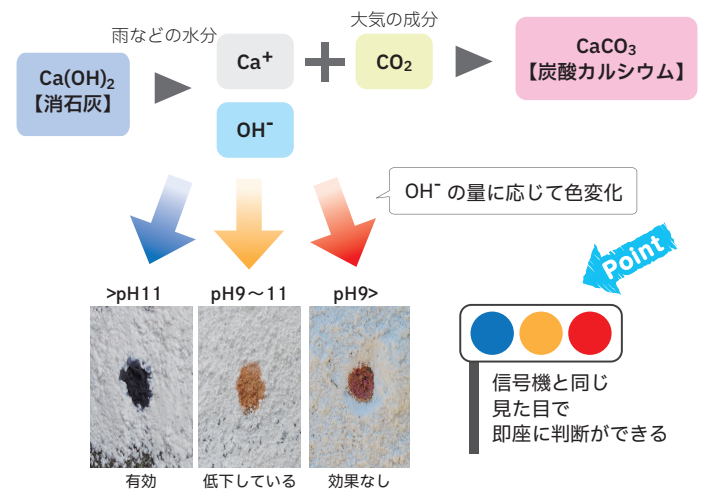 雨などの水分
大気の成分
Ca(OH)₂
【消石灰】
Ca⁺
CO₂
CaCO₃
【炭酸カルシウム】
OH⁻
OH⁻ の量に応じて色変化
Point
>pH11
pH9～11
pH9>
有効
低下している
効果なし
信号機と同じ
見た目で
即座に判断ができる